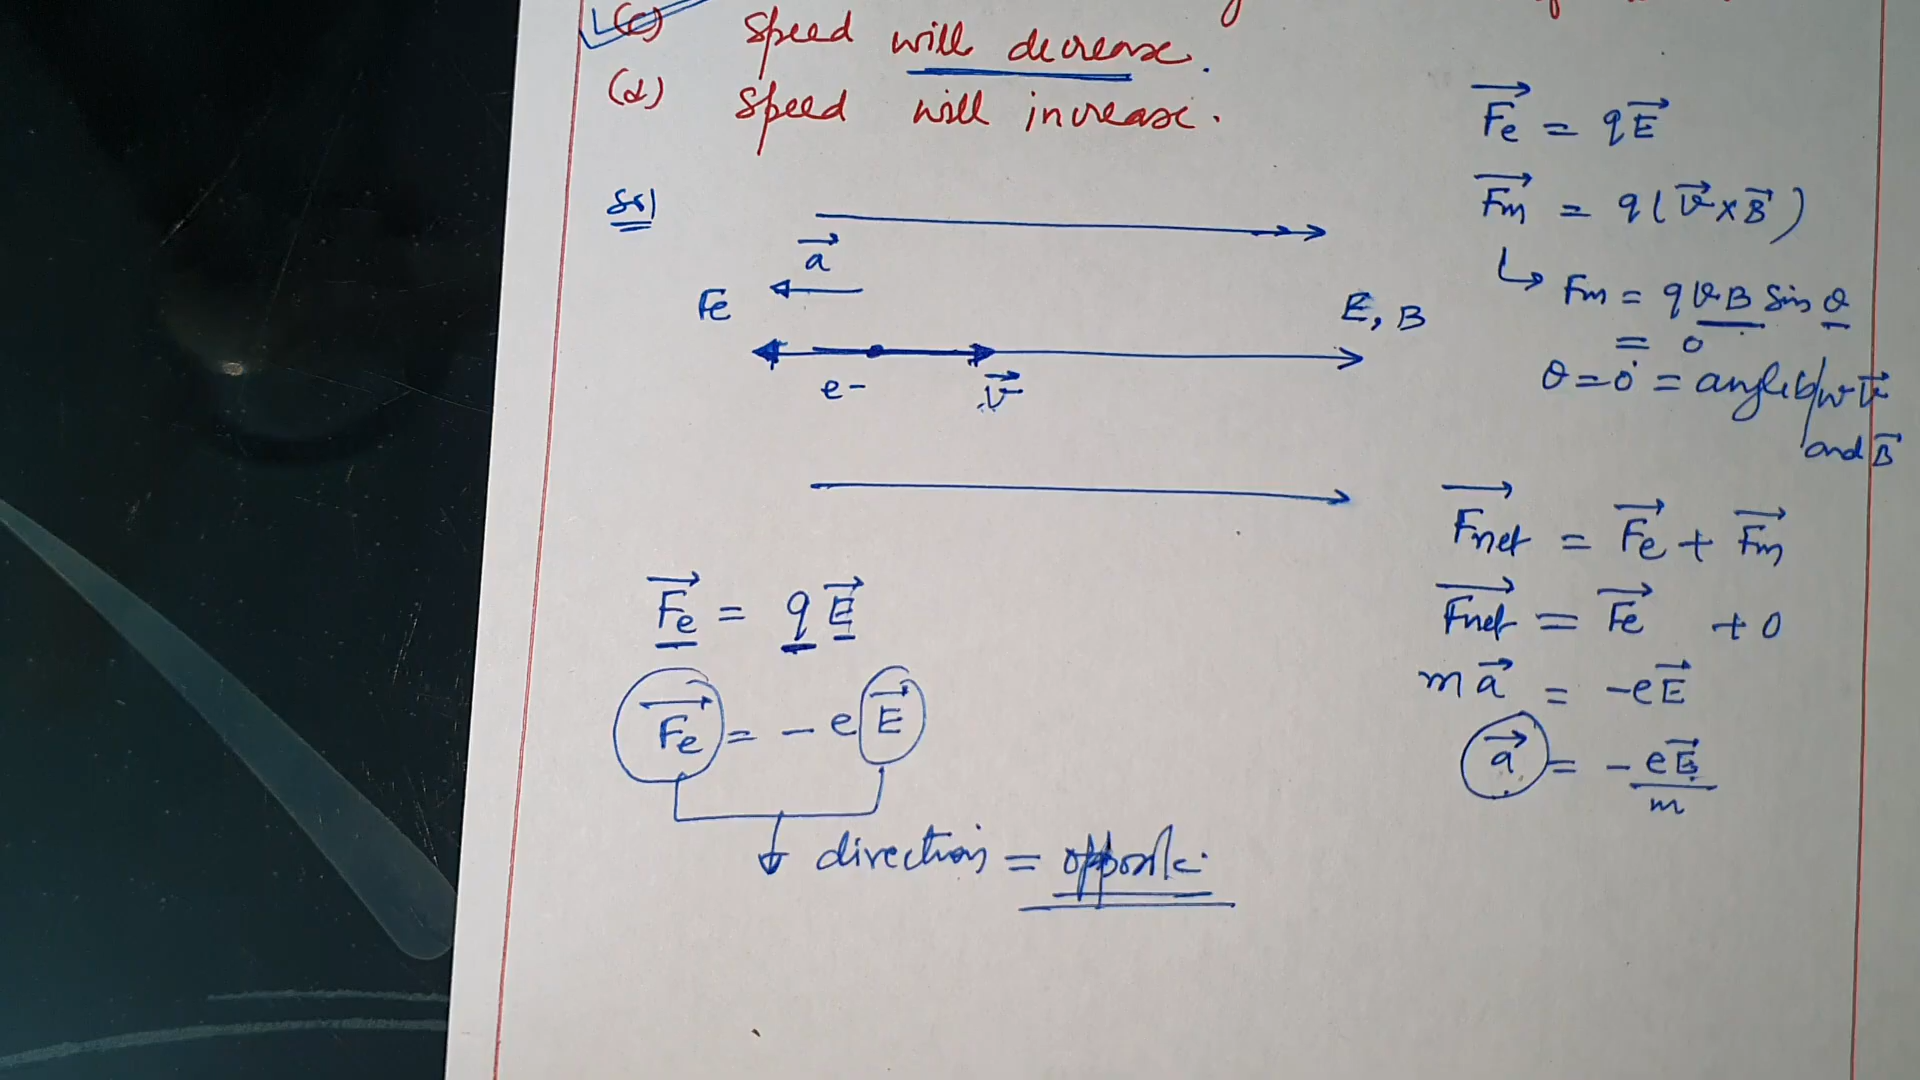 (c) Speed will decrease.
(d) Speed will increase.
Sol
a
Fe
E, B
e-
v
Fe = qE
Fe = -eE
direction = opposite.
Fe = qE
Fm = q(v×B)
↳ Fm = qvB Sin θ
= 0
θ = 0° = angle b/w v
and B
Fnet = Fe + Fm
Fnet = Fe + 0
ma = -eE
a = -eE
m